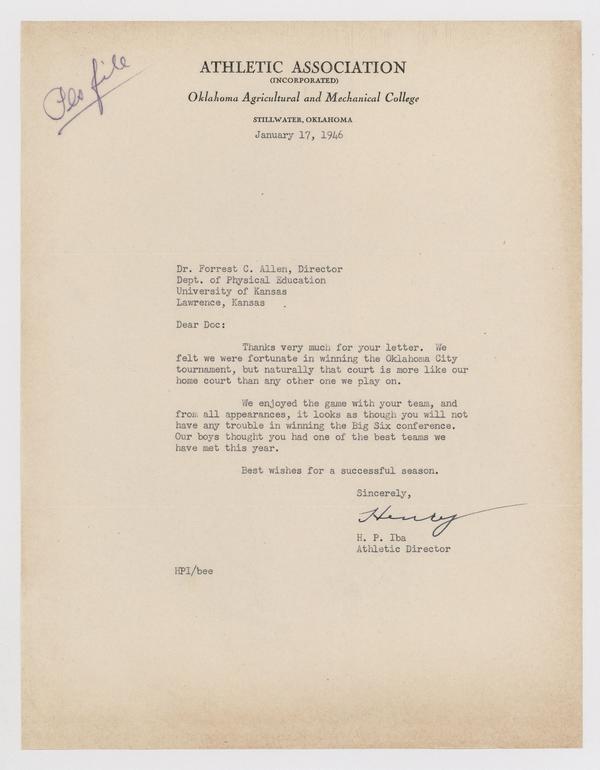 Pls file
ATHLETIC ASSOCIATION
(INCORPORATED)
Oklahoma Agricultural and Mechanical College
STILLWATER, OKLAHOMA
January 17, 1946
Dr. Forrest C. Allen, Director
Dept. of Physical Education
University of Kansas
Lawrence, Kansas
Dear Doc:
Thanks very much for your letter. We
felt we were fortunate in winning the Oklahoma City
tournament, but naturally that court is more like our
home court than any other one we play on.
We enjoyed the game with your team, and
from all appearances, it looks as though you will not
have any trouble in winning the Big Six conference.
Our boys thought you had one of the best teams we
have met this year.
Best wishes for a successful season.
Sincerely,
Henry
H. P. Iba
Athletic Director
HPI/bee